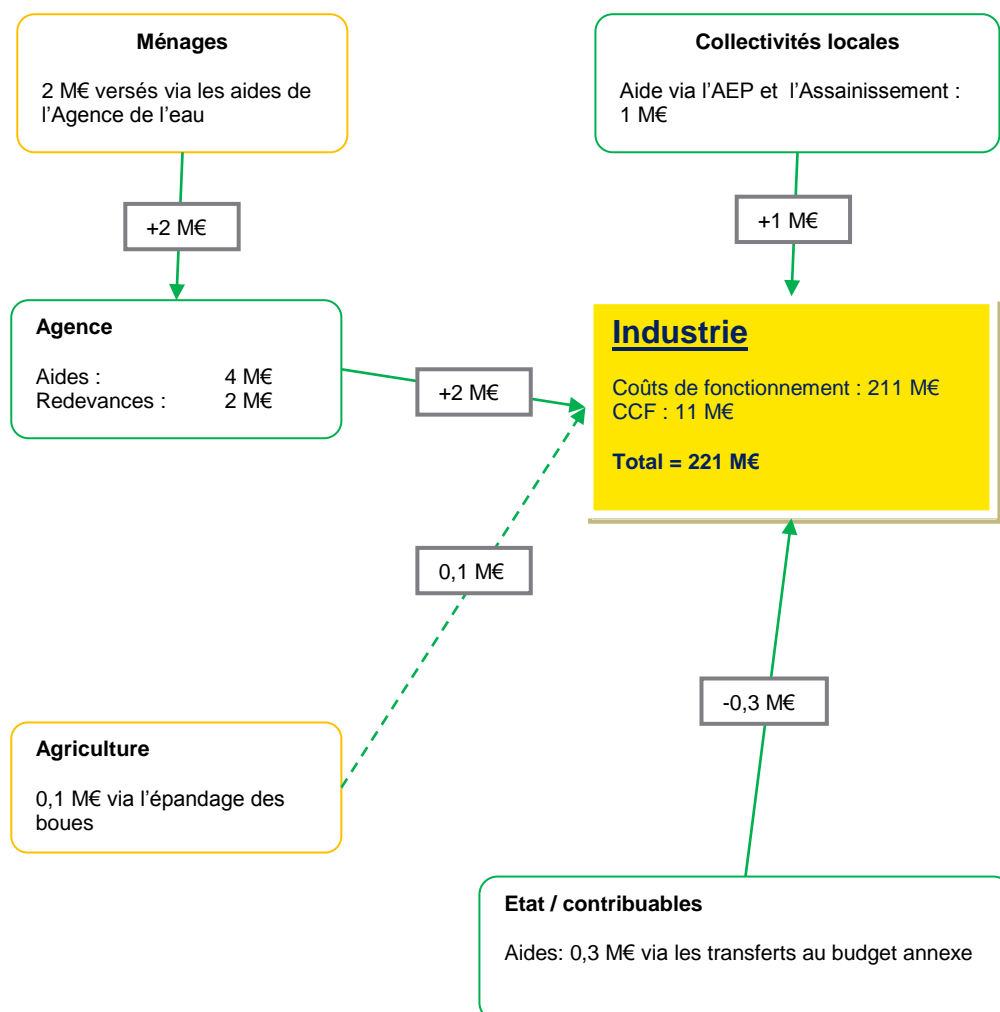 Ménages
2 M€ versés via les aides de
l'Agence de l'eau
Collectivités locales
Aide via l'AEP et  l'Assainissement :
1 M€
+2 M€
+1 M€
Agence
Aides : 4 M€
Redevances : 2 M€
+2 M€
Industrie
Coûts de fonctionnement : 211 M€
CCF : 11 M€
Total = 221 M€
0,1 M€
-0,3 M€
Agriculture
0,1 M€ via l'épandage des
boues
Etat / contribuables
Aides: 0,3 M€ via les transferts au budget annexe